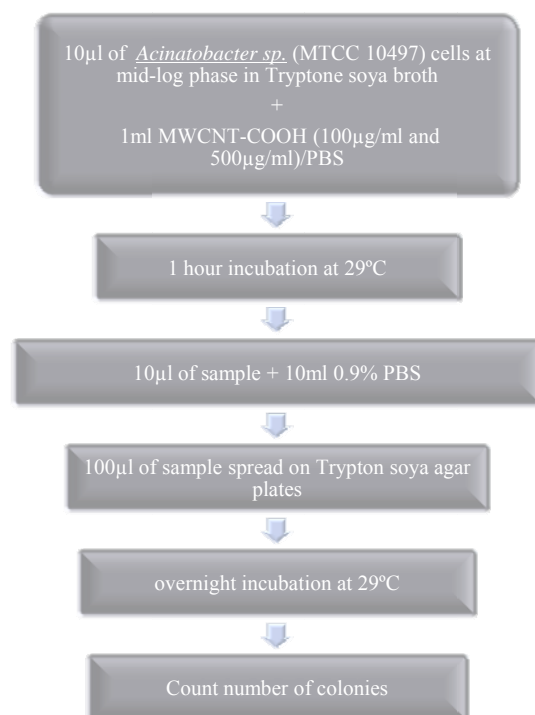 10µl of Acinatobacter sp. (MTCC 10497) cells at
mid-log phase in Tryptone soya broth
+
1ml MWCNT-COOH (100µg/ml and
500µg/ml)/PBS
1 hour incubation at 29ºC
10µl of sample + 10ml 0.9% PBS
100µl of sample spread on Trypton soya agar
plates
overnight incubation at 29ºC
Count number of colonies